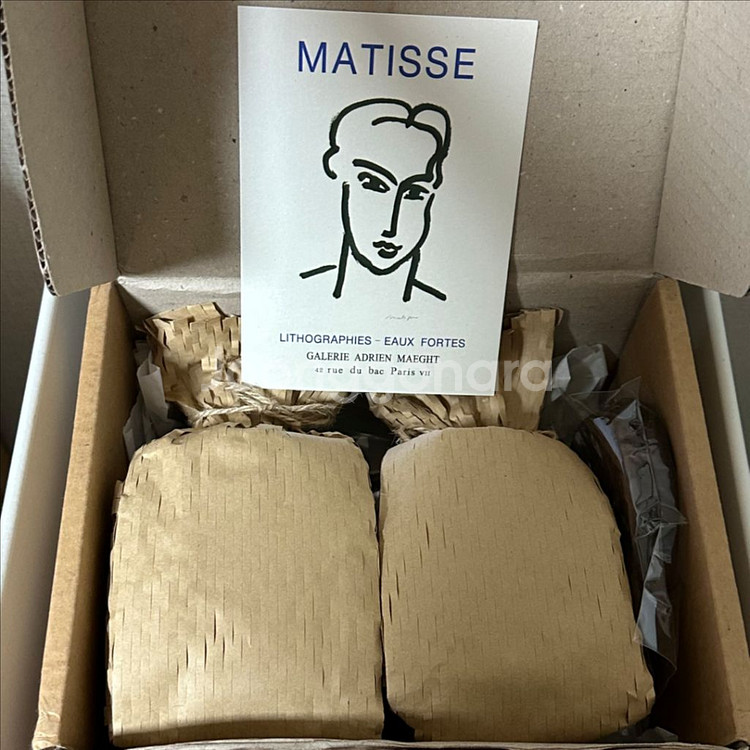 MATISSE
LITHOGRAPHIES - EAUX FORTES
GALERIE ADRIEN MAEGHT
42 rue du bac Paris VII